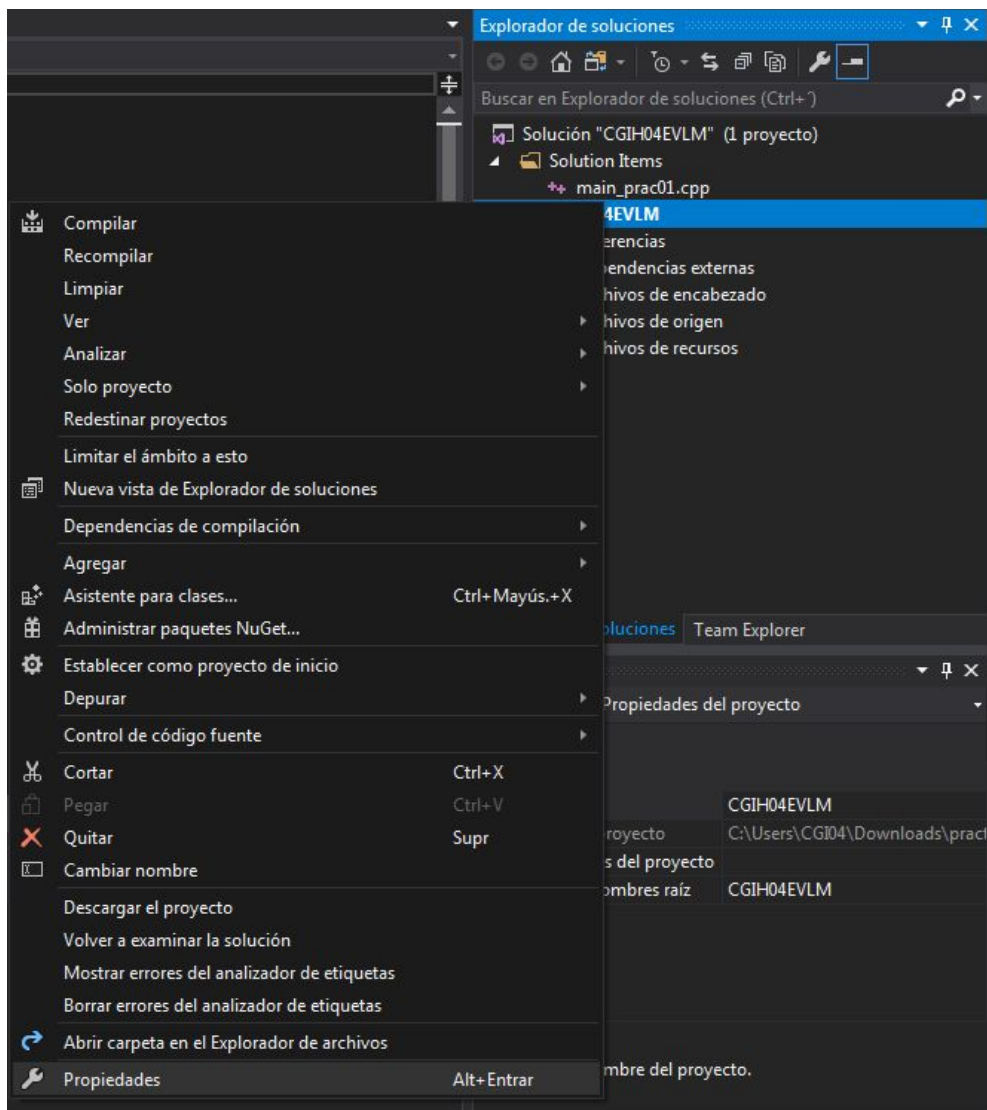 Explorador de soluciones
Buscar en Explorador de soluciones (Ctrl+´)
Solución "CGIH04EVLM" (1 proyecto)
Solution Items
main_prac01.cpp
4EVLM
erencias
endencias externas
hivos de encabezado
hivos de origen
hivos de recursos
Compilar
Recompilar
Limpiar
Ver
Analizar
Solo proyecto
Redestinar proyectos
Limitar el ámbito a esto
Nueva vista de Explorador de soluciones
Dependencias de compilación
Agregar
Asistente para clases... Ctrl+Mayús.+X
Administrar paquetes NuGet...
Establecer como proyecto de inicio
Depurar
Control de código fuente
Cortar Ctrl+X
Pegar Ctrl+V
Quitar Supr
Cambiar nombre
Descargar el proyecto
Volver a examinar la solución
Mostrar errores del analizador de etiquetas
Borrar errores del analizador de etiquetas
Abrir carpeta en el Explorador de archivos
Propiedades Alt+Entrar
oluciones Team Explorer
Propiedades del proyecto
CGIH04EVLM
royecto C:\Users\CGI04\Downloads\pract
s del proyecto
ombres raíz CGIH04EVLM
mbre del proyecto.